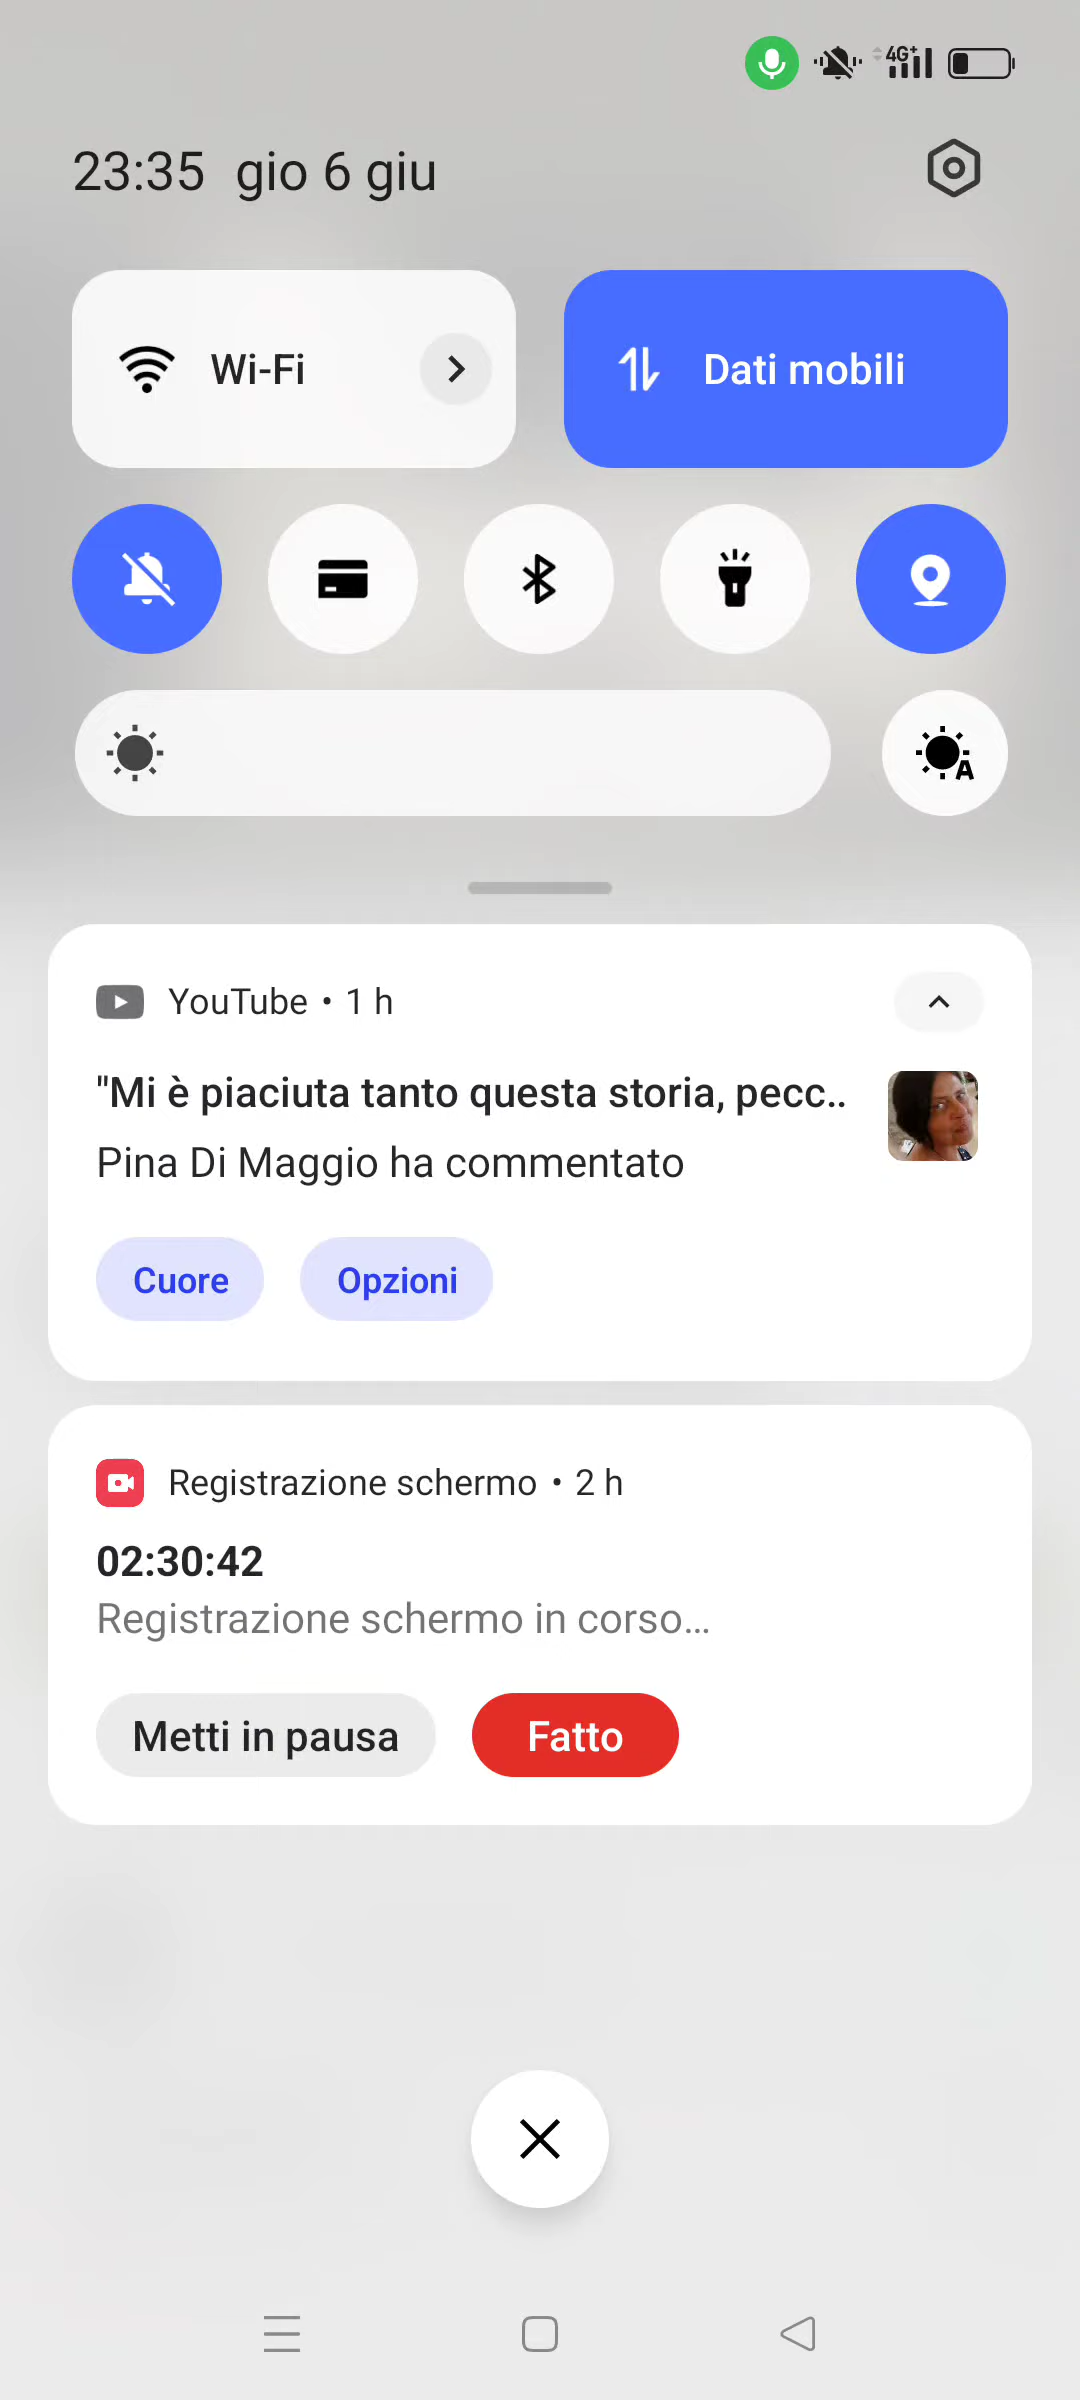 4G+
23:35 gio 6 giu
Wi-Fi
Dati mobili
A
YouTube • 1 h
"Mi è piaciuta tanto questa storia, pecc..
Pina Di Maggio ha commentato
Cuore Opzioni
Registrazione schermo • 2 h
02:30:42
Registrazione schermo in corso...
Metti in pausa Fatto